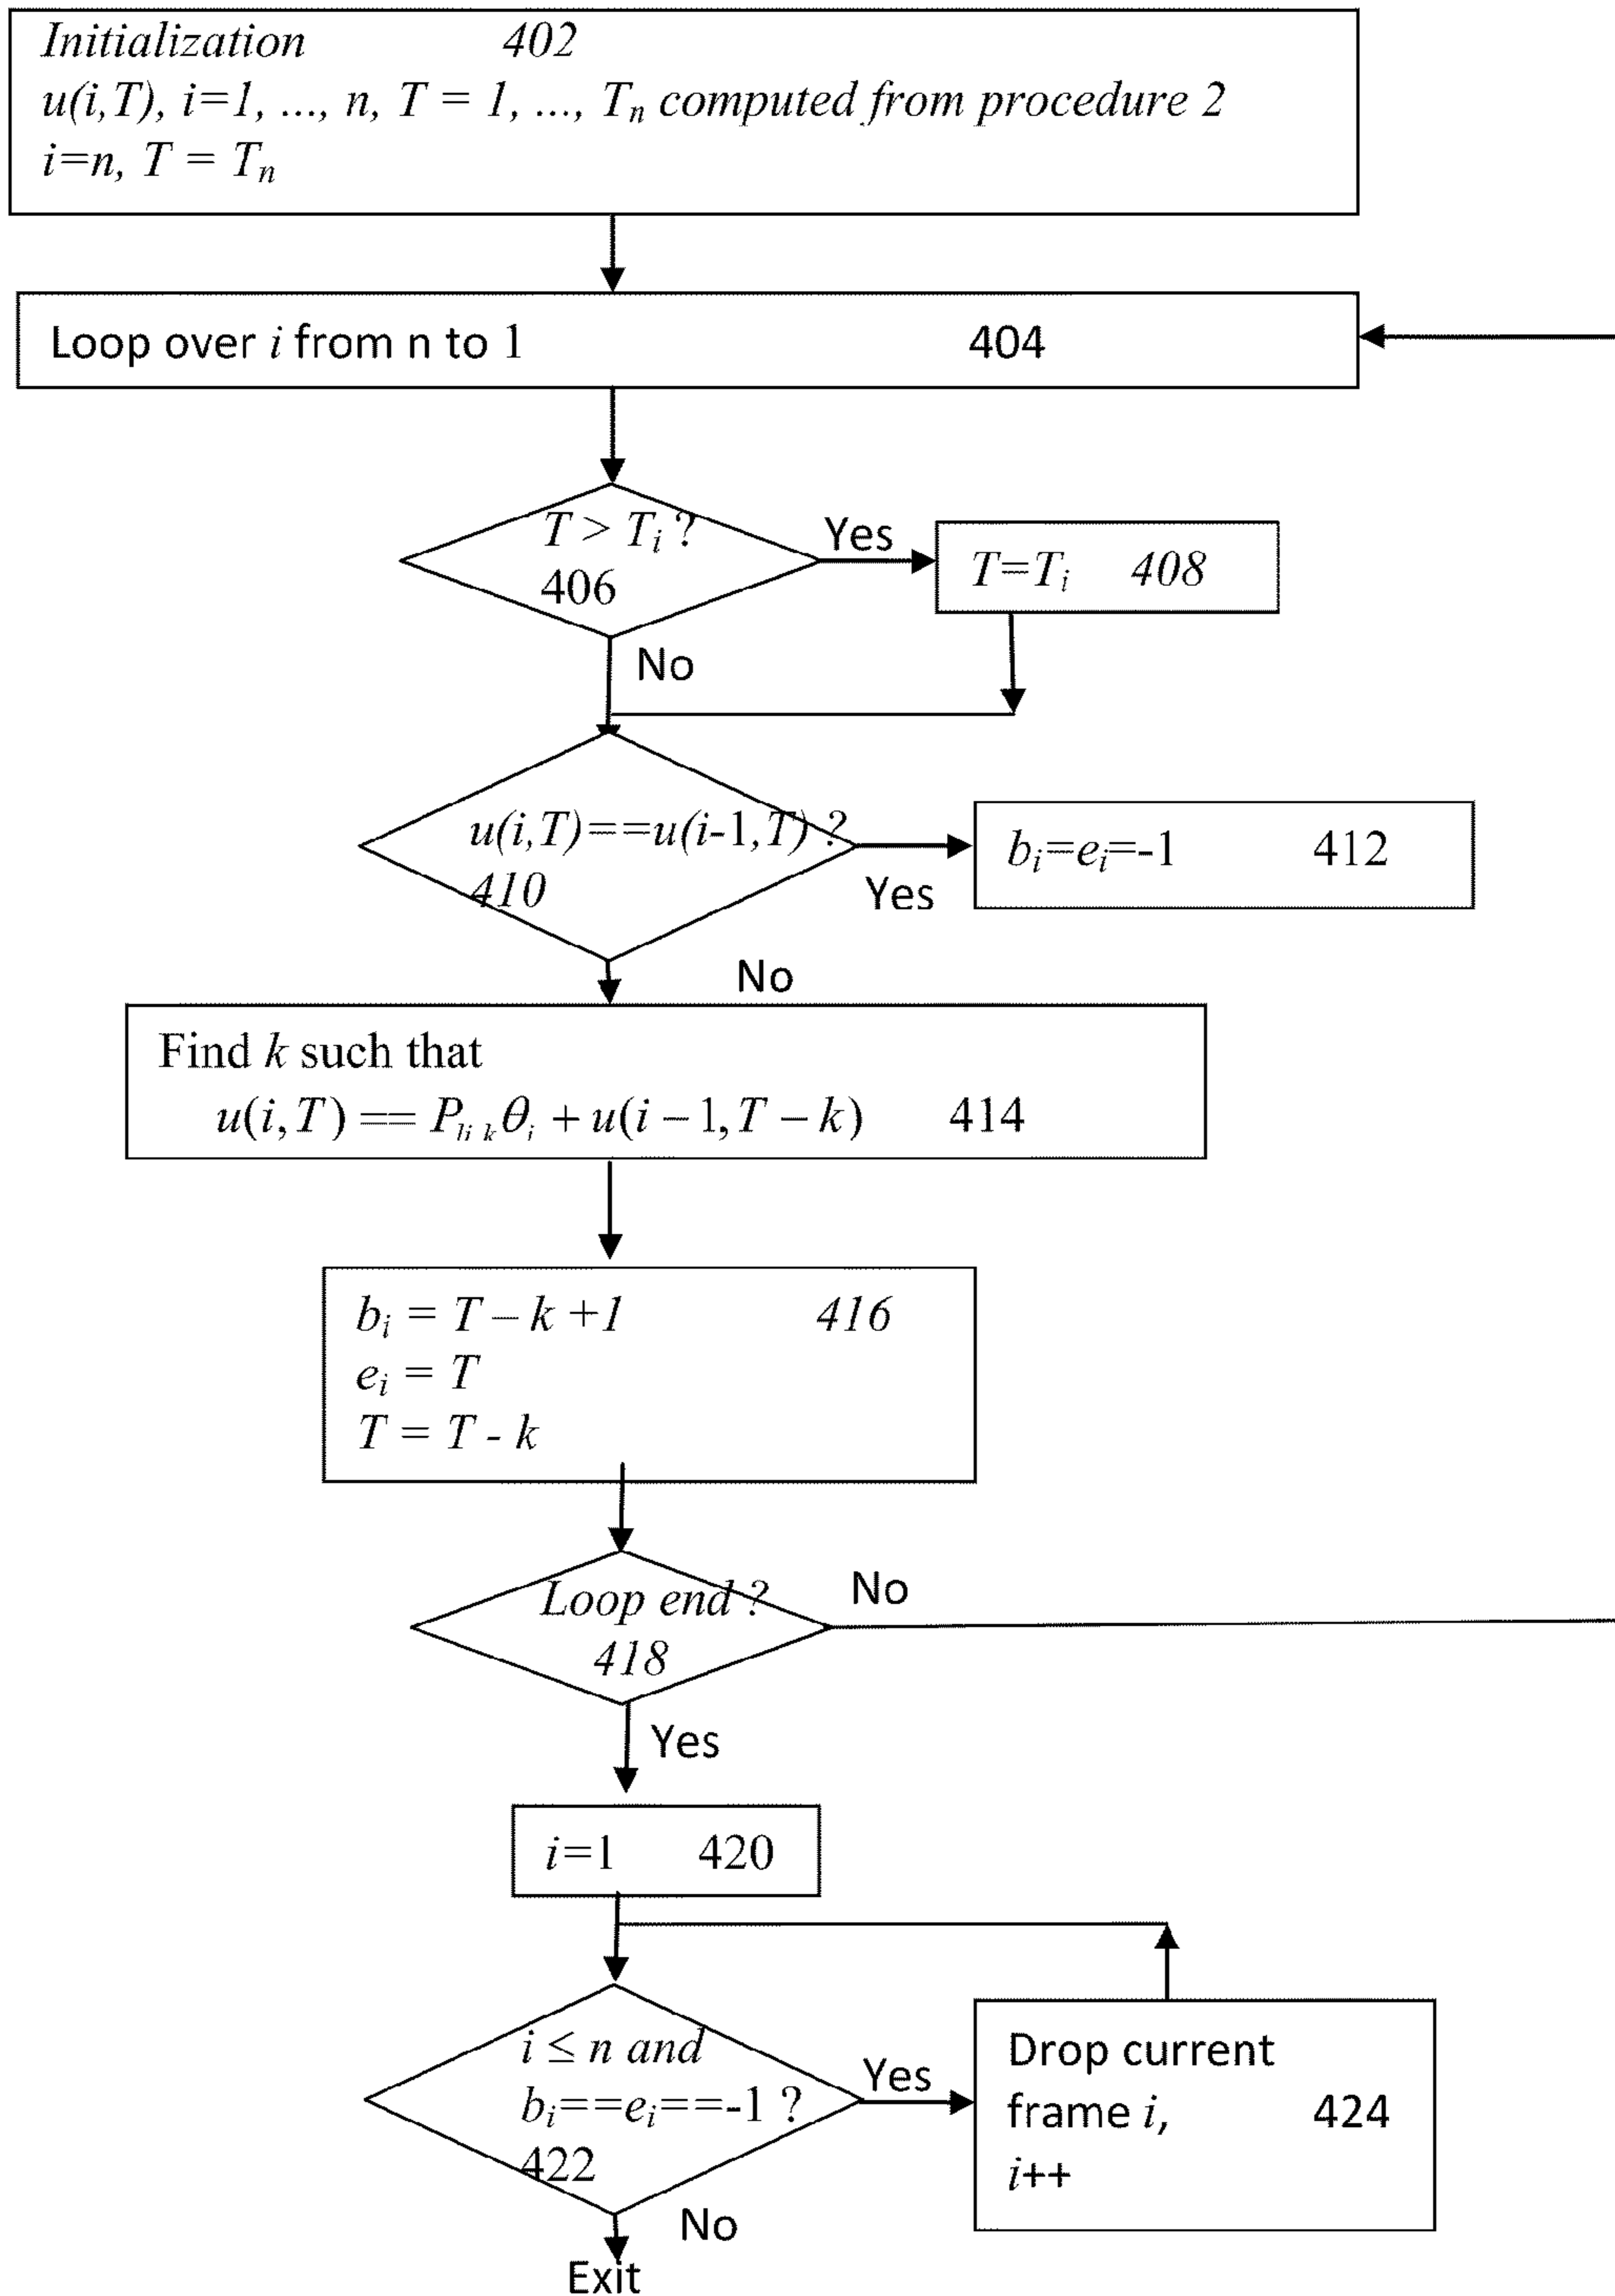 Initialization 402
u(i,T), i=1, ..., n, T = 1, ..., Tₙ computed from procedure 2
i=n, T = Tₙ
Loop over i from n to 1 404
T > Tᵢ ?
406
Yes
T=Tᵢ 408
No
u(i,T)==u(i-1,T) ?
410
Yes
bᵢ=eᵢ=-1 412
No
Find k such that
u(i,T) == P θᵢ + u(i – 1, T – k) 414
bᵢ = T – k +1 416
eᵢ = T
T = T - k
Loop end ?
418
No
Yes
i=1 420
i ≤ n and
bᵢ==eᵢ==-1 ?
422
Yes
Drop current
frame i, 424
i++
No
Exit